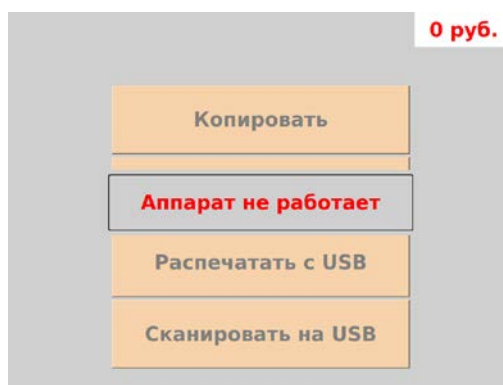 0 руб.
Копировать
Аппарат не работает
Распечатать с USB
Сканировать на USB